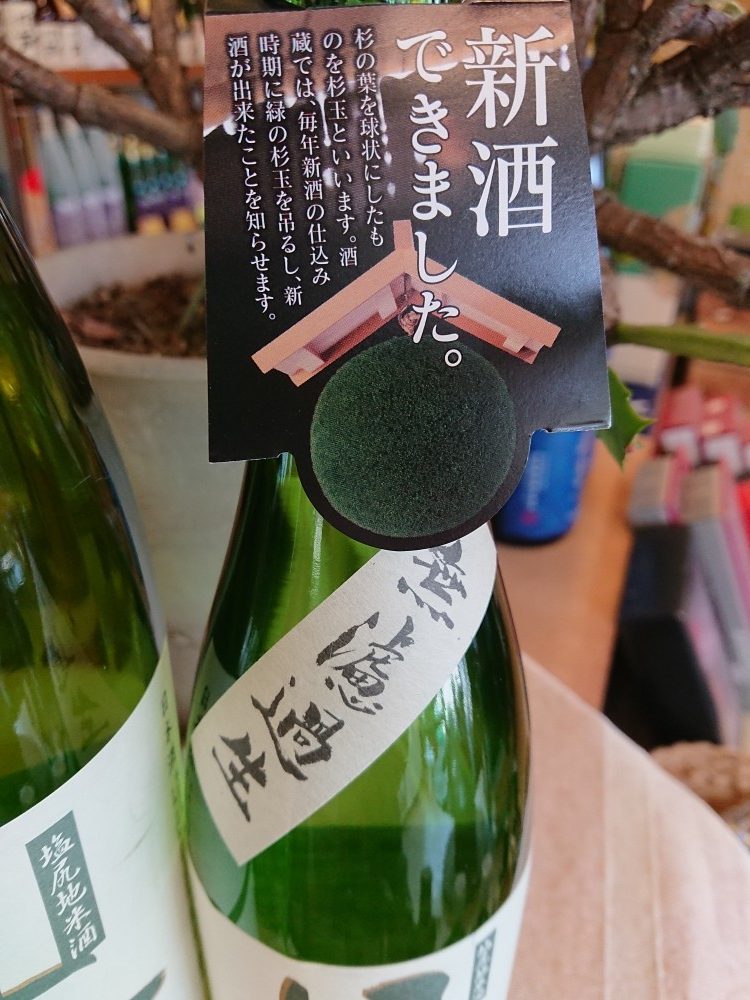 新酒
できました。
杉の葉を球状にしたも
のを杉玉といいます。酒
蔵では、毎年新酒の仕込み
時期に緑の杉玉を吊るし、新
酒が出来たことを知らせます。
無濾過生
塩尻地米酒